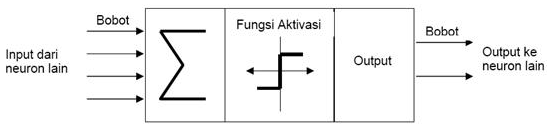 Bobot
Input dari
neuron lain
Fungsi Aktivasi
Output
Bobot
Output ke
neuron lain